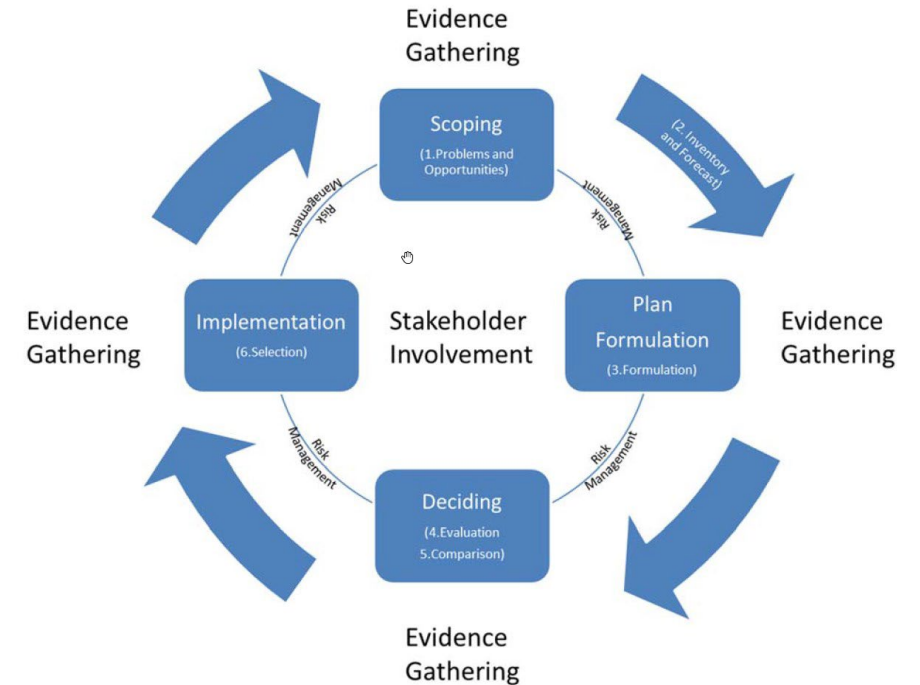 Evidence
Gathering
Scoping
(1.Problems and
Opportunities)
(2. Inventory
and Forecast)
Risk
Management
Risk
Management
Evidence
Gathering
Implementation
(6.Selection)
Stakeholder
Involvement
Plan
Formulation
(3.Formulation)
Evidence
Gathering
Risk
Management
Risk
Management
Deciding
(4.Evaluation
5.Comparison)
Evidence
Gathering